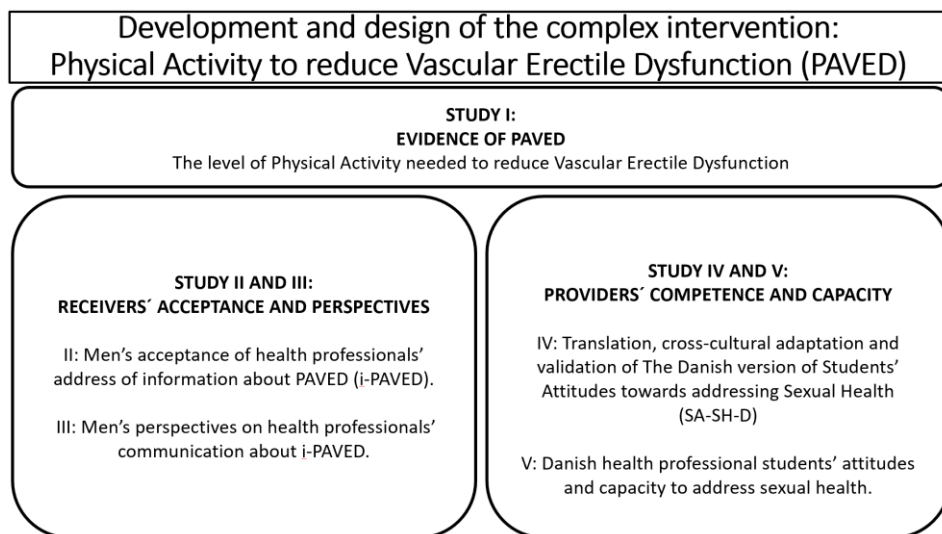 Development and design of the complex intervention:
Physical Activity to reduce Vascular Erectile Dysfunction (PAVED)
STUDY I:
EVIDENCE OF PAVED
The level of Physical Activity needed to reduce Vascular Erectile Dysfunction
STUDY II AND III:
RECEIVERS´ ACCEPTANCE AND PERSPECTIVES
II: Men’s acceptance of health professionals’
address of information about PAVED (i-PAVED).
III: Men’s perspectives on health professionals’
communication about i-PAVED.
STUDY IV AND V:
PROVIDERS´ COMPETENCE AND CAPACITY
IV: Translation, cross-cultural adaptation and
validation of The Danish version of Students’
Attitudes towards addressing Sexual Health
(SA-SH-D)
V: Danish health professional students’ attitudes
and capacity to address sexual health.